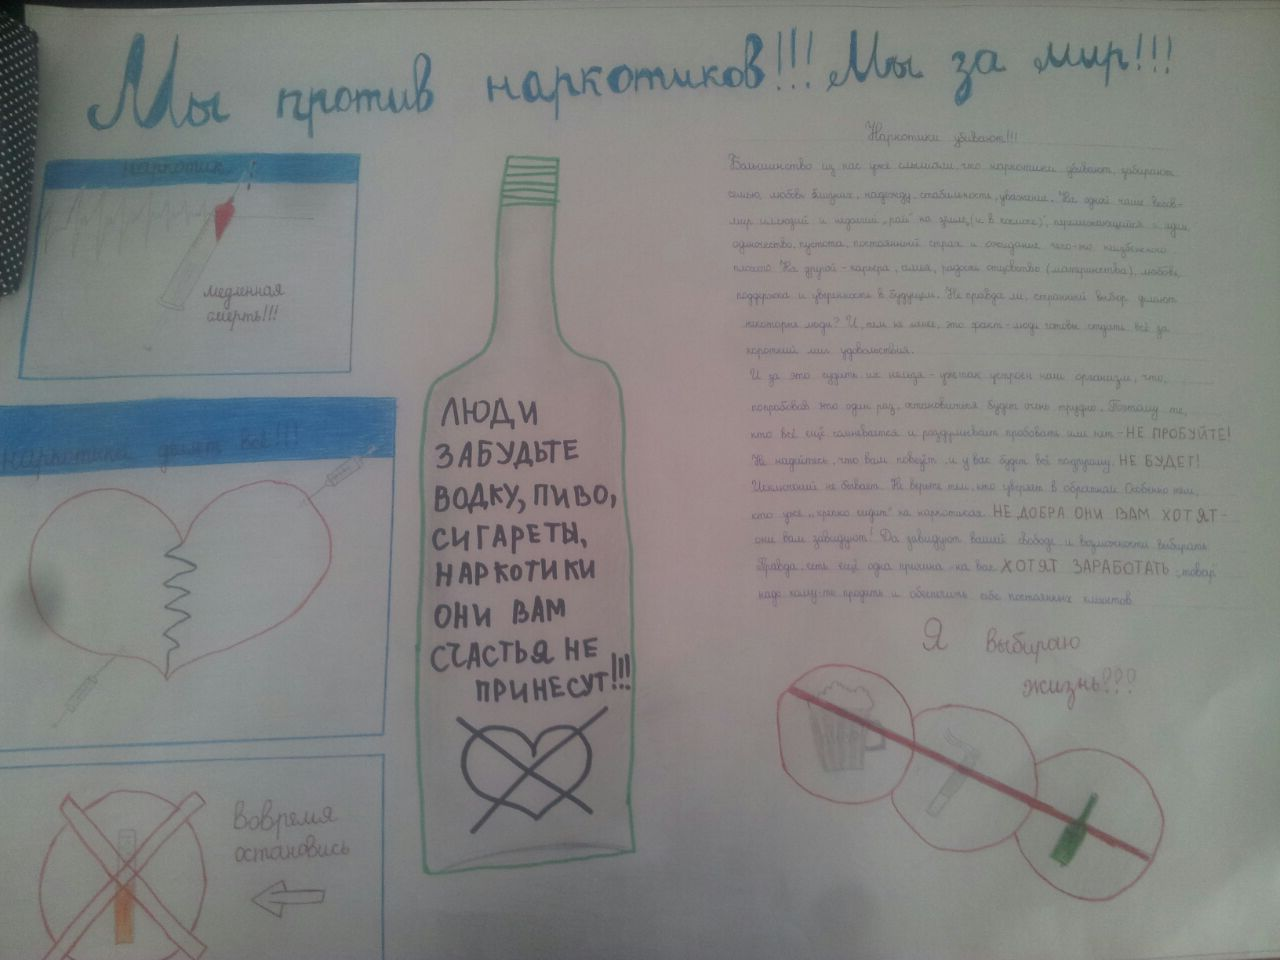 Мы против наркотиков!!! Мы за мир!!!
наркотик
медленная
смерть!!!
наркотики делят всё!!!
Вовремя
остановись
ЛЮДИ
ЗАБУДЬТЕ
ВОДКУ, ПИВО,
СИГАРЕТЫ,
НАРКОТИКИ
ОНИ ВАМ
СЧАСТЬЯ НЕ
ПРИНЕСУТ!!!
Наркотики убивают!!!
Большинство из нас уже слышали, что наркотики убивают, забирают
семью, любовь близких, надежду, стабильность, уважение. На одной чаше весов-
мир иллюзий и недолгий „рай" на земле, (и в космосе)", перемежающийся с адом,
одиночество, пустота, постоянный страх и ожидание чего-то неизбежного
плохого. На другой - карьера, семья, радость отцовства (материнства), любовь,
поддержка и уверенность в будущем. Не правда ли, странный выбор делают
некоторые люди? И, тем не менее, это факт - люди готовы отдать всё за
короткий миг удовольствия.
И за это судить их нельзя - уж так устроен наш организм, что,
попробовав это один раз, остановиться будет очень трудно. Поэтому те,
кто всё ещё сомневается и раздумывает пробовать или нет - НЕ ПРОБУЙТЕ!
Не надейтесь, что вам повезёт, и у вас будет всё по-другому. НЕ БУДЕТ!
Исключений не бывает. Не верьте тем, кто уверяет в обратном. Особенно тем,
кто уже „крепко сидит" на наркотиках. НЕ ДОБРА ОНИ ВАМ ХОТЯТ -
они вам завидуют! Да завидуют вашей свободе и возможности выбирать
Правда, есть ещё одна причина - на вас ХОТЯТ ЗАРАБОТАТЬ - товар
надо кому-то продать и обеспечить себе постоянных клиентов
Я выбираю
жизнь!???